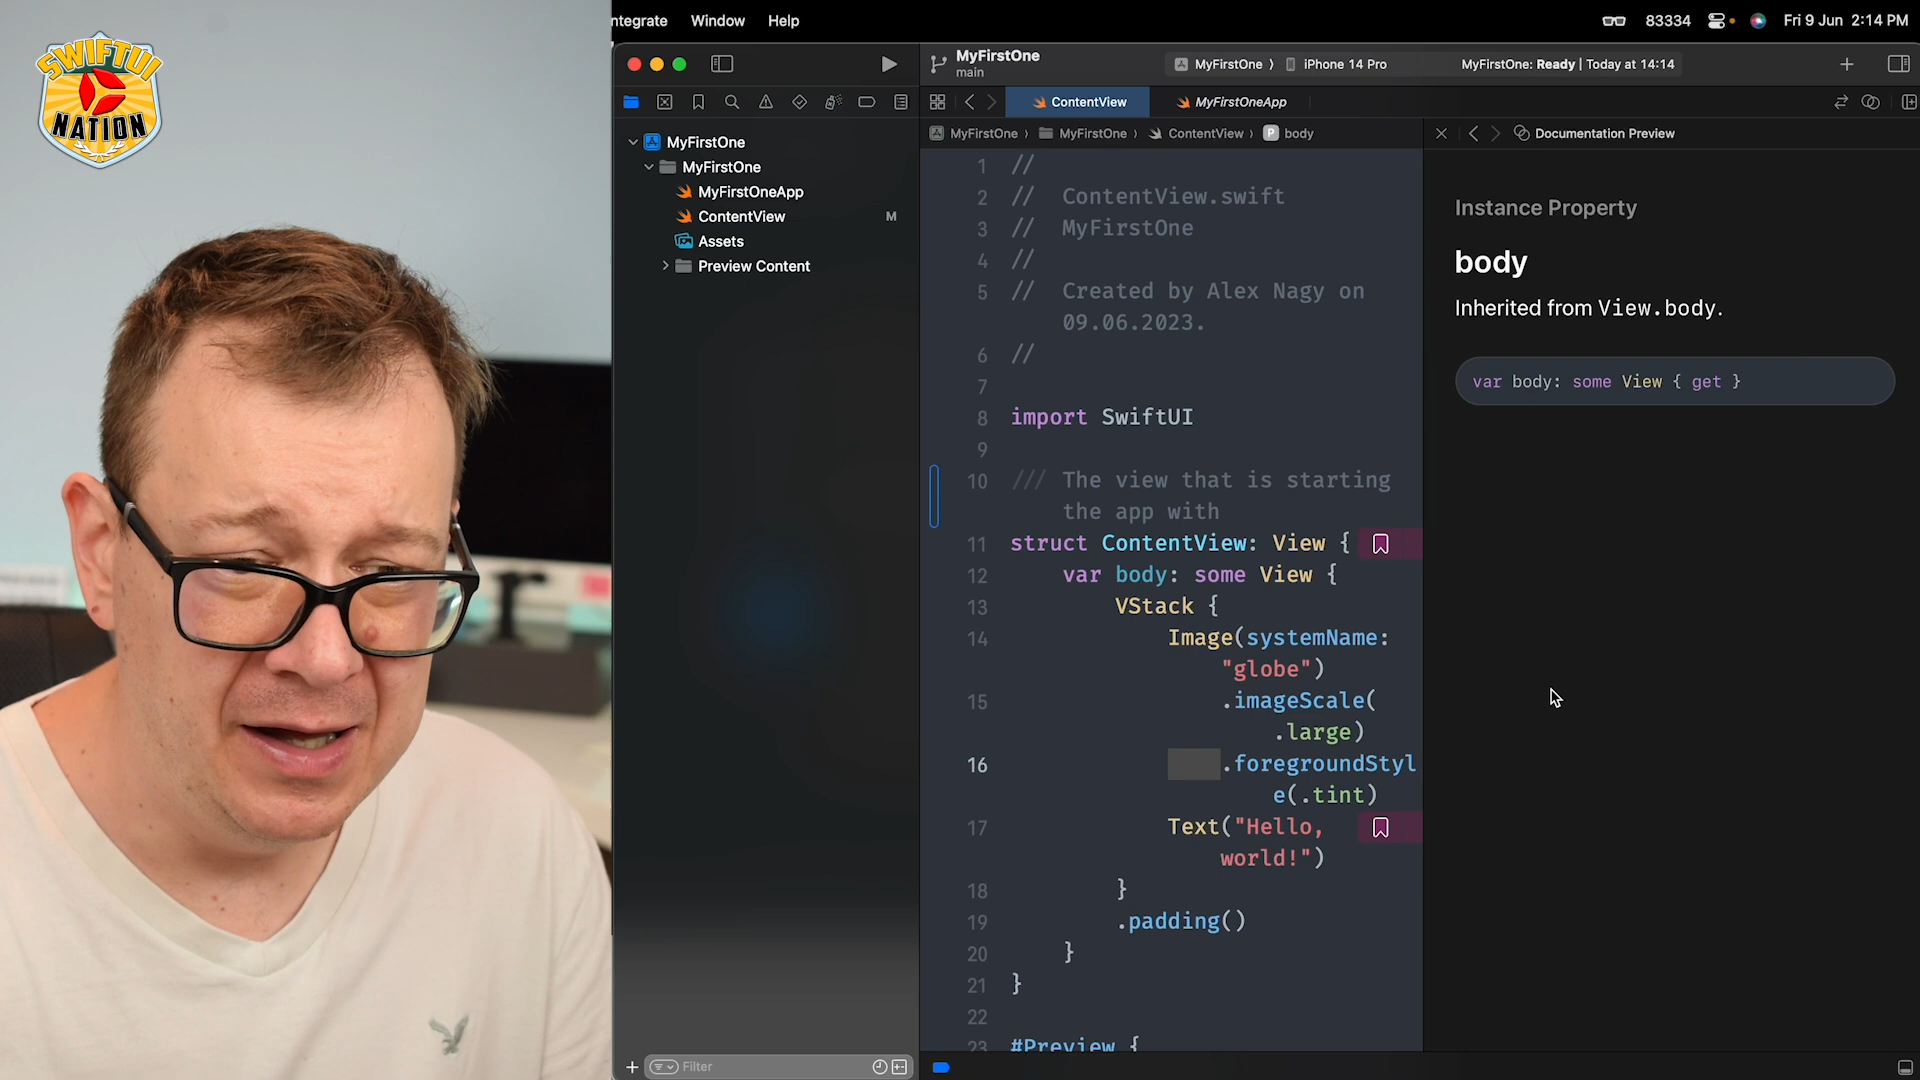 SWIFTUI
NATION
ntegrate Window Help
83334
Fri 9 Jun 2:14 PM
MyFirstOne
main
MyFirstOne
iPhone 14 Pro
MyFirstOne: Ready | Today at 14:14
ContentView
MyFirstOneApp
MyFirstOne
MyFirstOne
MyFirstOneApp
ContentView M
Assets
Preview Content
Filter
MyFirstOne 〉 MyFirstOne 〉 ContentView 〉 P body
1 //
2 // ContentView.swift
3 // MyFirstOne
4 //
5 // Created by Alex Nagy on
09.06.2023.
6 //
7
8 import SwiftUI
9
10 /// The view that is starting
the app with
11 struct ContentView: View {
12 var body: some View {
13 VStack {
14 Image(systemName:
"globe")
15 .imageScale(
.large)
16 .foregroundStyl
e(.tint)
17 Text("Hello,
world!")
18 }
19 .padding()
20 }
21 }
22
23 #Preview {
Documentation Preview
Instance Property
body
Inherited from View.body.
var body: some View { get }